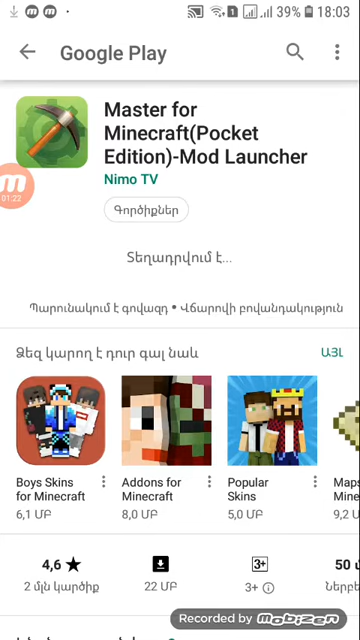 39% 18:03
Google Play
Master for
Minecraft(Pocket
Edition)-Mod Launcher
Nimo TV
01:22
Գործիքներ
Տեղադրվում է...
Պարունակում է գովազդ • Վճարովի բովանդակություն
Ձեզ կարող է դուր գալ նաև ԱՅԼ
Boys Skins
for Minecraft
6,1 ՄԲ
Addons for
Minecraft
8,0 ՄԲ
Popular
Skins
5,0 ՄԲ
Maps
Mine
9,2
4,6 ★
2 մլն կարծիք
22 ՄԲ
3+
3+
50 մ
Ներբե
Recorded by Mobizen